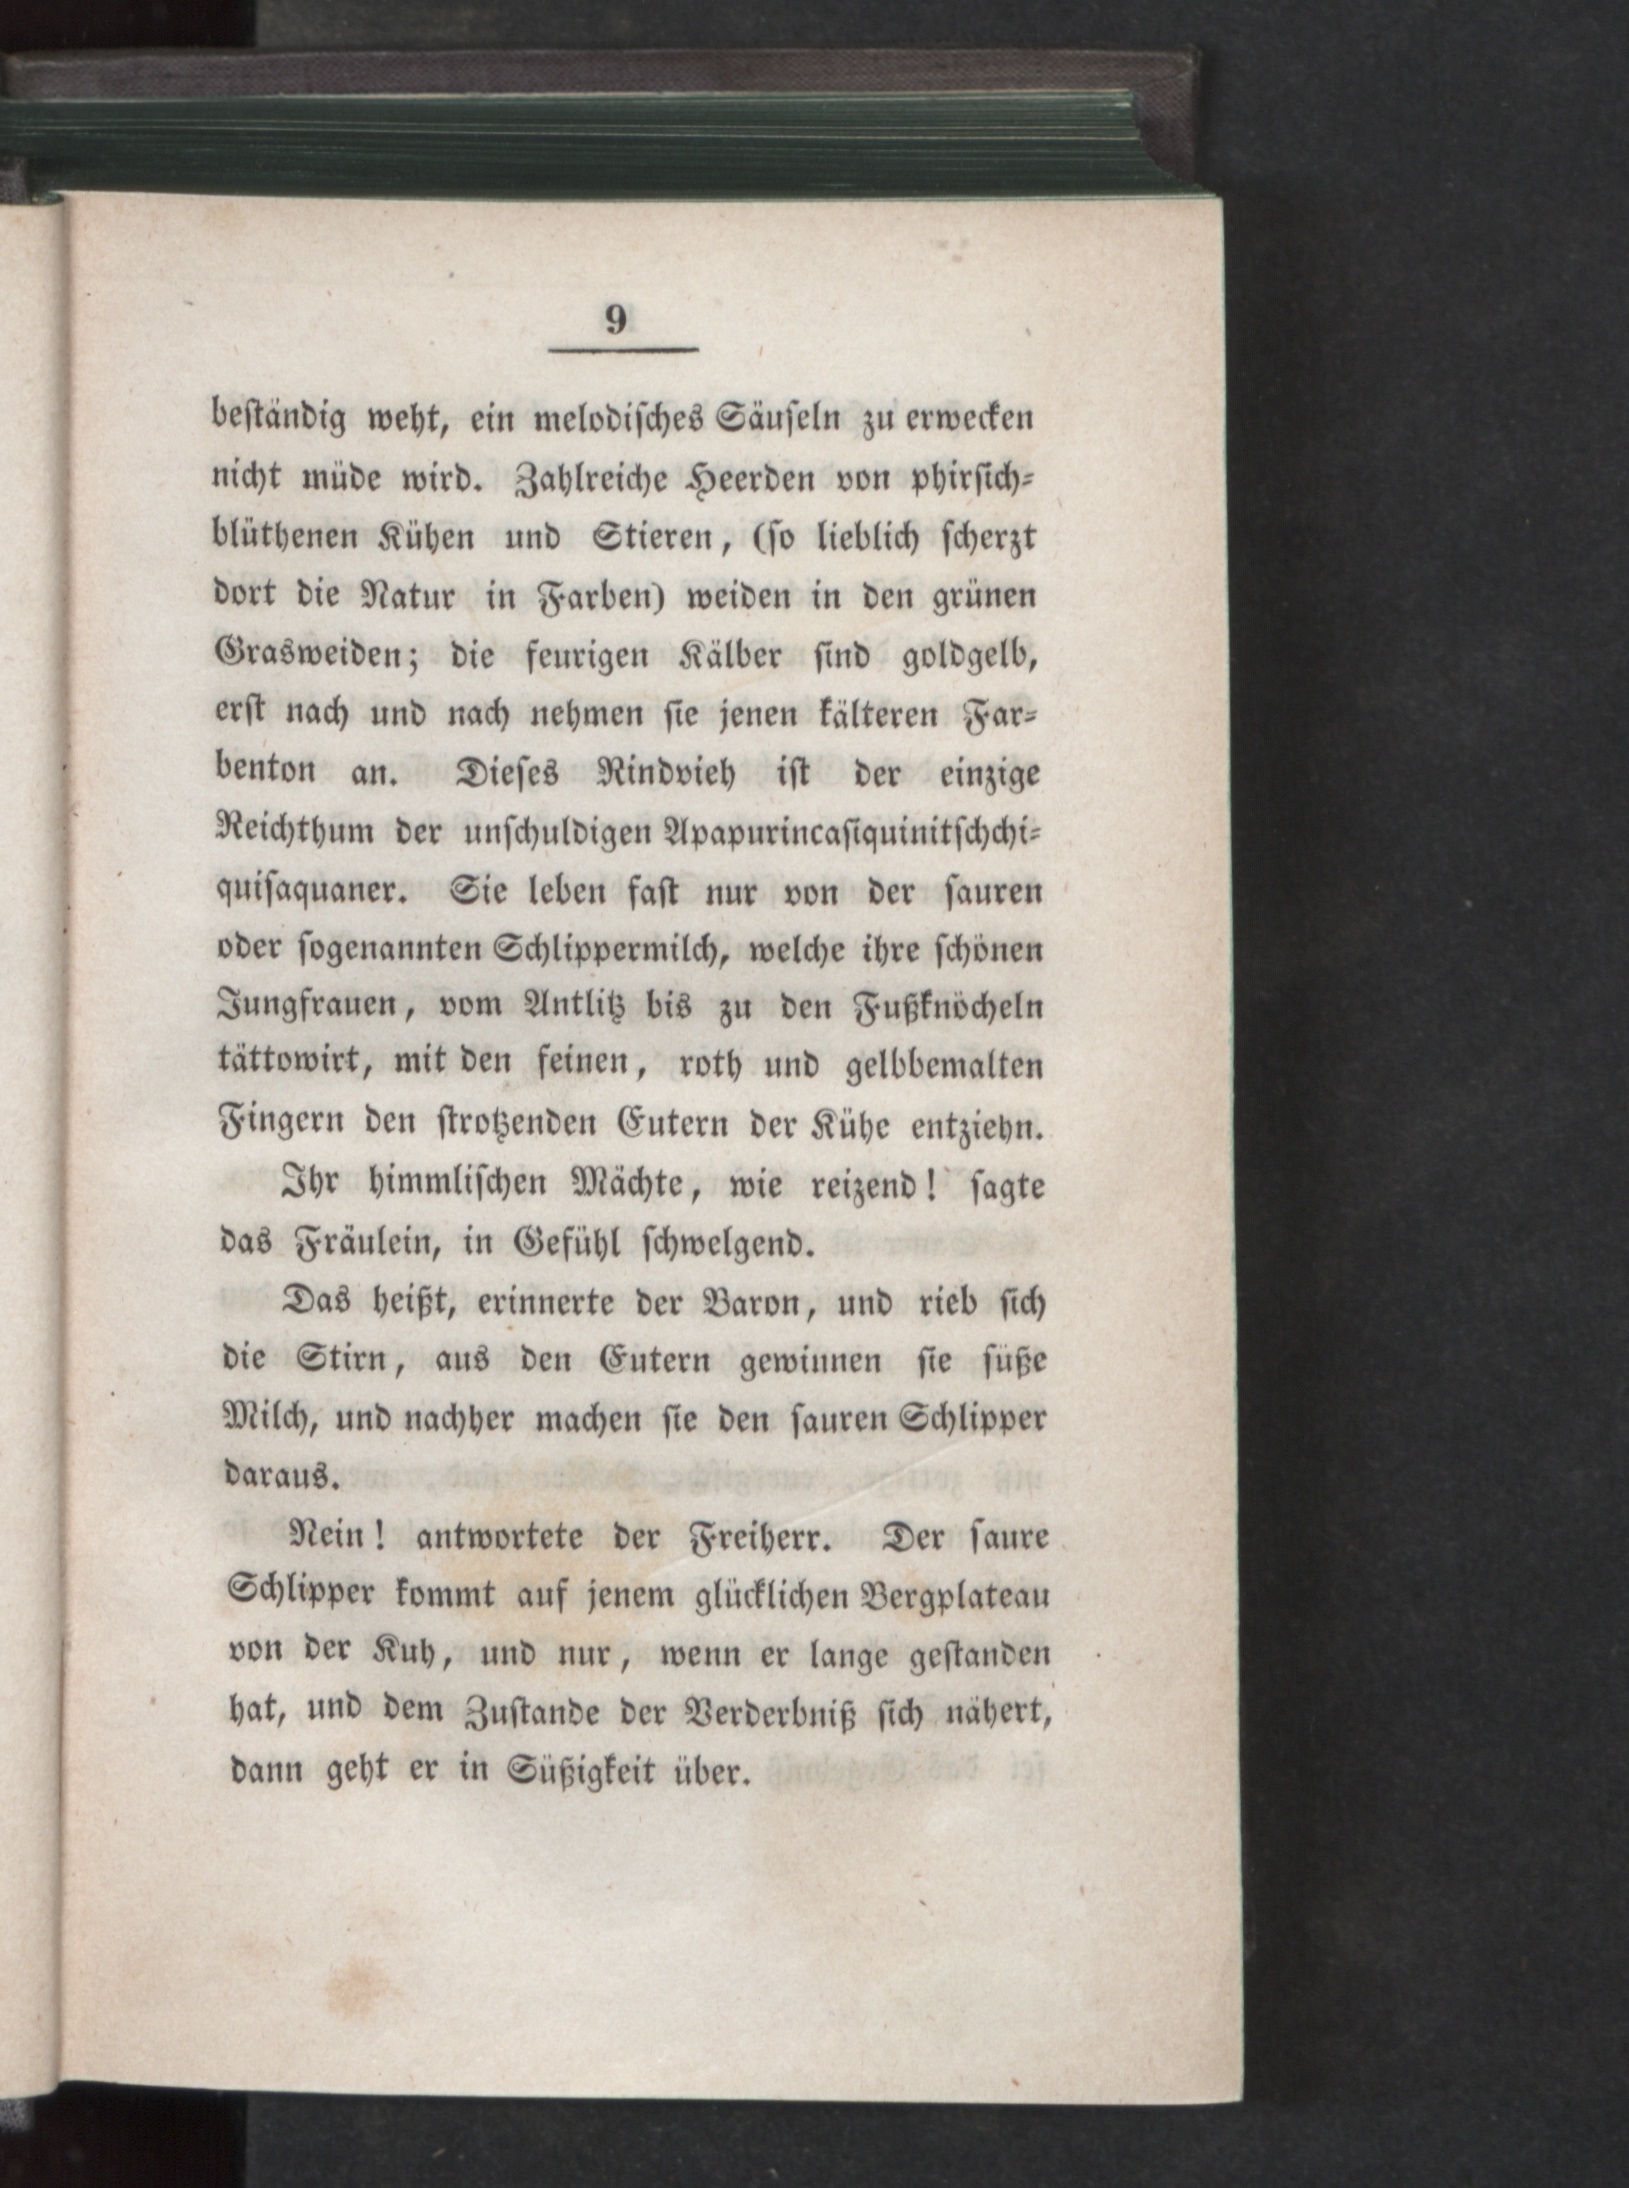 9
beſtändig weht, ein melodiſches Säuſeln zu erwecken
nicht müde wird. Zahlreiche Heerden von phirſich⸗
blüthenen Kühen und Stieren, (ſo lieblich ſcherzt
dort die Natur in Farben) weiden in den grünen
Grasweiden; die feurigen Kälber ſind goldgelb,
erſt nach und nach nehmen ſie jenen kälteren Far⸗
benton an. Dieſes Rindvieh iſt der einzige
Reichthum der unſchuldigen Apapurincaſiquinitſchchi⸗
quiſaquaner. Sie leben faſt nur von der ſauren
oder ſogenannten Schlippermilch, welche ihre ſchönen
Jungfrauen, vom Antlitz bis zu den Fußknöcheln
tättowirt, mit den feinen, roth und gelbbemalten
Fingern den ſtrotzenden Eutern der Kühe entziehn.
Ihr himmliſchen Mächte, wie reizend! ſagte
das Fräulein, in Gefühl ſchwelgend.
Das heißt, erinnerte der Baron, und rieb ſich
die Stirn, aus den Eutern gewinnen ſie ſüße
Milch, und nachher machen ſie den ſauren Schlipper
daraus.
Nein! antwortete der Freiherr. Der ſaure
Schlipper kommt auf jenem glücklichen Bergplateau
von der Kuh, und nur, wenn er lange geſtanden
hat, und dem Zuſtande der Verderbniß ſich nähert,
dann geht er in Süßigkeit über.